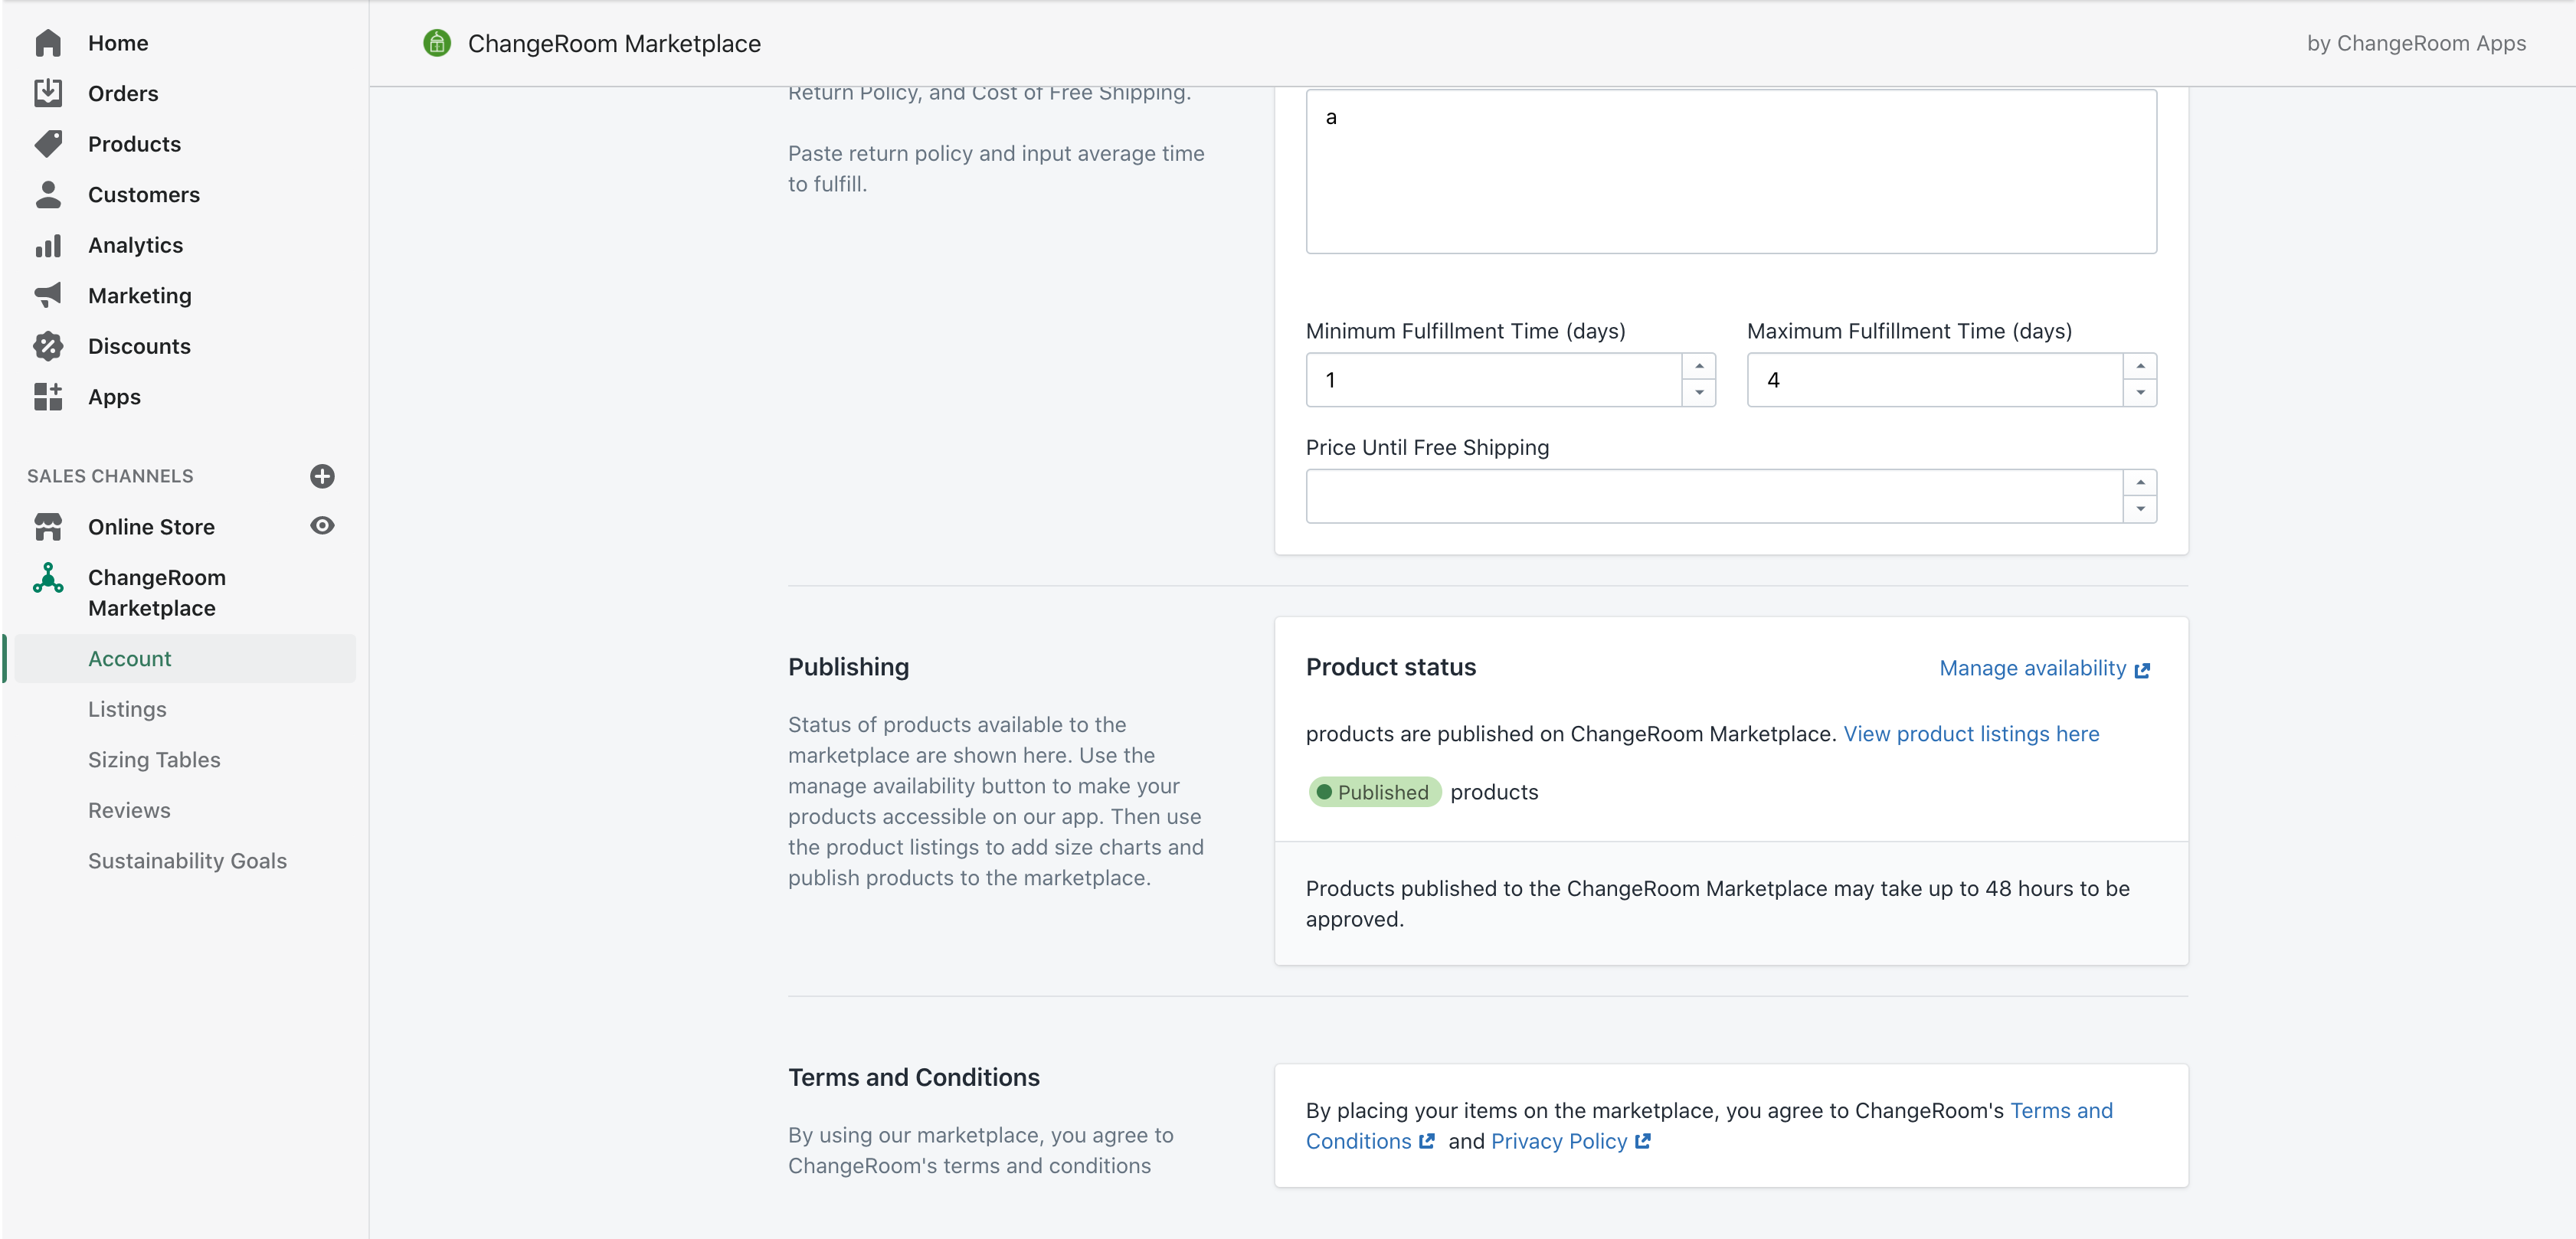 Home
Orders
Products
Customers
Analytics
Marketing
Discounts
Apps
SALES CHANNELS
Online Store
ChangeRoom
Marketplace
Account
Listings
Sizing Tables
Reviews
Sustainability Goals
ChangeRoom Marketplace
by ChangeRoom Apps
Return Policy, and Cost of Free Shipping.
Paste return policy and input average time
to fulfill.
a
Minimum Fulfillment Time (days)
Maximum Fulfillment Time (days)
1
4
Price Until Free Shipping
Publishing
Status of products available to the
marketplace are shown here. Use the
manage availability button to make your
products accessible on our app. Then use
the product listings to add size charts and
publish products to the marketplace.
Product status
Manage availability
products are published on ChangeRoom Marketplace. View product listings here
Published products
Products published to the ChangeRoom Marketplace may take up to 48 hours to be
approved.
Terms and Conditions
By using our marketplace, you agree to
ChangeRoom's terms and conditions
By placing your items on the marketplace, you agree to ChangeRoom's Terms and
Conditions and Privacy Policy